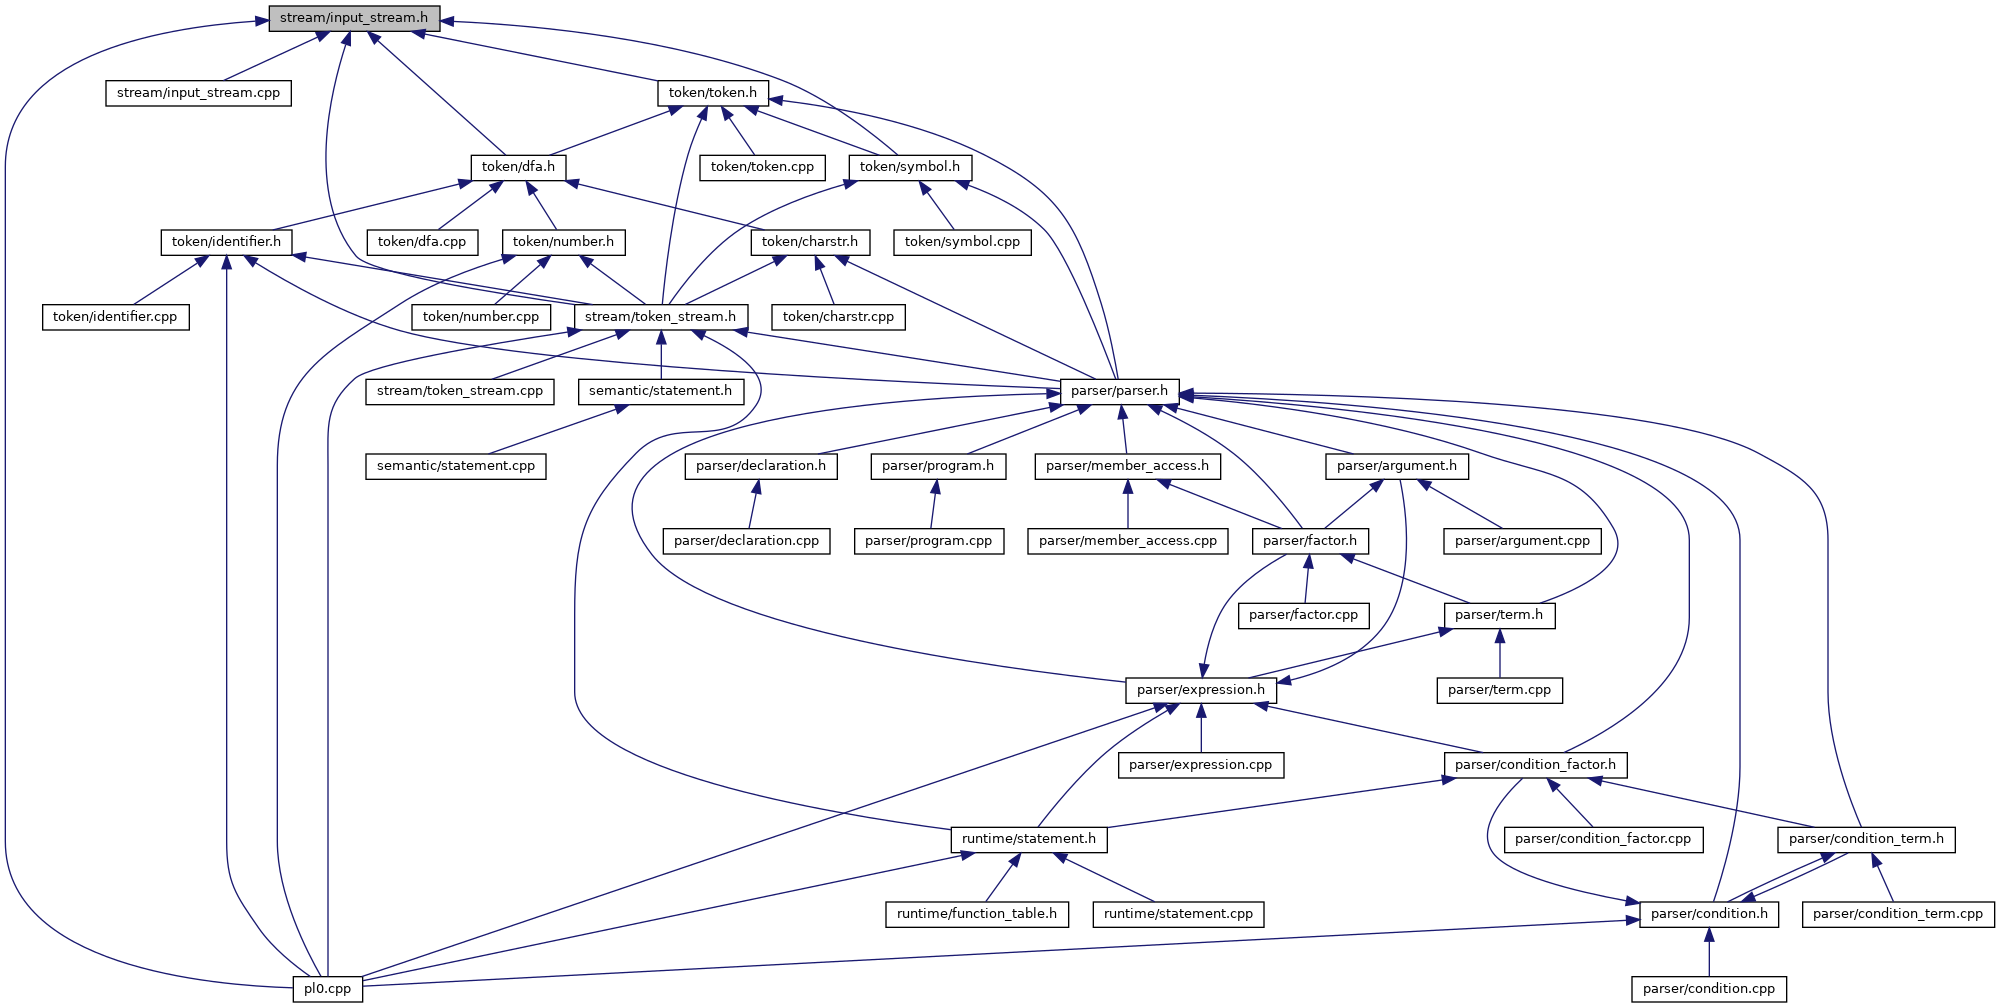 stream/input_stream.h
stream/input_stream.cpp
token/token.h
token/dfa.h
token/token.cpp
token/symbol.h
token/identifier.h
token/dfa.cpp
token/number.h
token/charstr.h
token/symbol.cpp
token/identifier.cpp
token/number.cpp
stream/token_stream.h
token/charstr.cpp
stream/token_stream.cpp
semantic/statement.h
parser/parser.h
semantic/statement.cpp
parser/declaration.h
parser/program.h
parser/member_access.h
parser/argument.h
parser/declaration.cpp
parser/program.cpp
parser/member_access.cpp
parser/factor.h
parser/argument.cpp
parser/factor.cpp
parser/term.h
parser/expression.h
parser/term.cpp
parser/expression.cpp
parser/condition_factor.h
runtime/statement.h
parser/condition_factor.cpp
parser/condition_term.h
runtime/function_table.h
runtime/statement.cpp
parser/condition.h
parser/condition_term.cpp
pl0.cpp
parser/condition.cpp